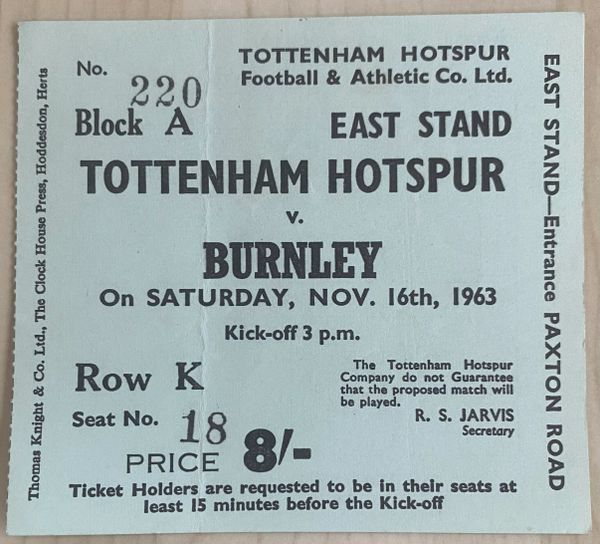 No. 220
TOTTENHAM HOTSPUR
Football & Athletic Co. Ltd.
Block A
EAST STAND
TOTTENHAM HOTSPUR
v.
BURNLEY
On SATURDAY, NOV. 16th, 1963
Kick-off 3 p.m.
Row K
Seat No. 18
The Tottenham Hotspur
Company do not Guarantee
that the proposed match will
be played.
R. S. JARVIS
Secretary
PRICE 8/-
Ticket Holders are requested to be in their seats at
least 15 minutes before the Kick-off
EAST STAND—Entrance PAXTON ROAD
Thomas Knight & Co. Ltd., The Clock House Press, Hoddesdon, Herts